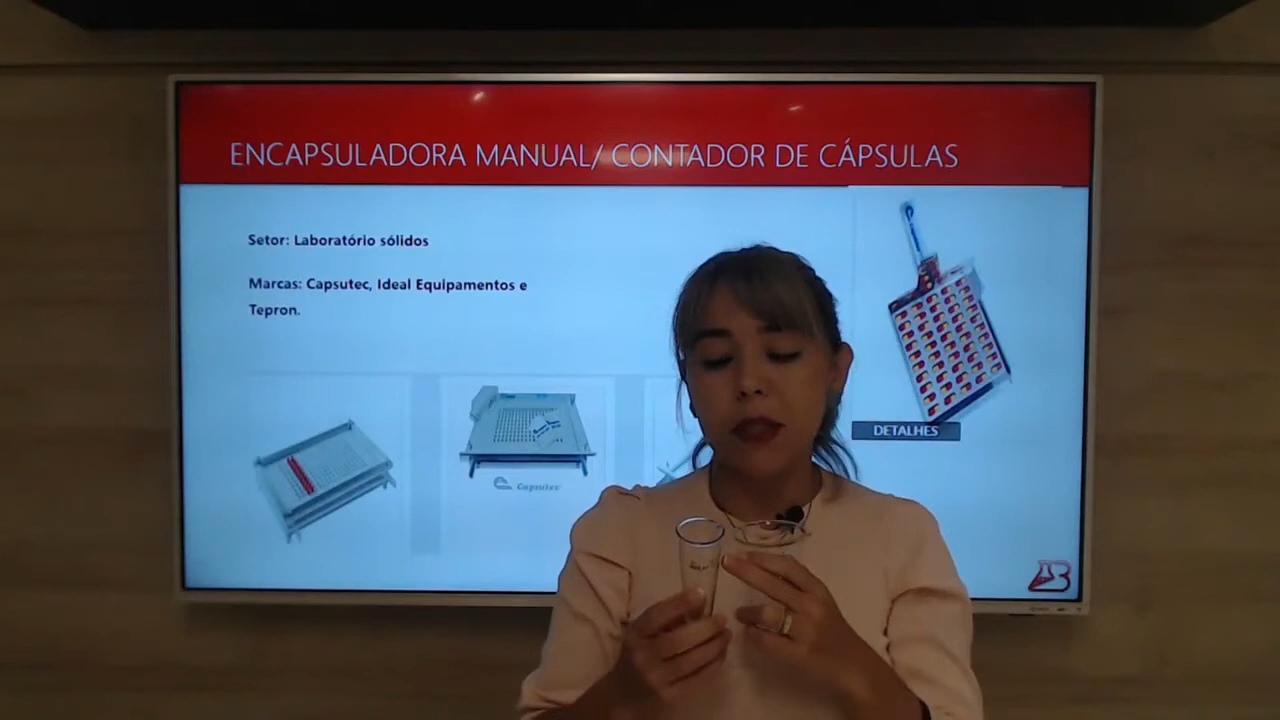 ENCAPSULADORA MANUAL/ CONTADOR DE CÁPSULAS
Setor: Laboratório sólidos
Marcas: Capsutec, Ideal Equipamentos e
Tepron.
Capsutec
DETALHES